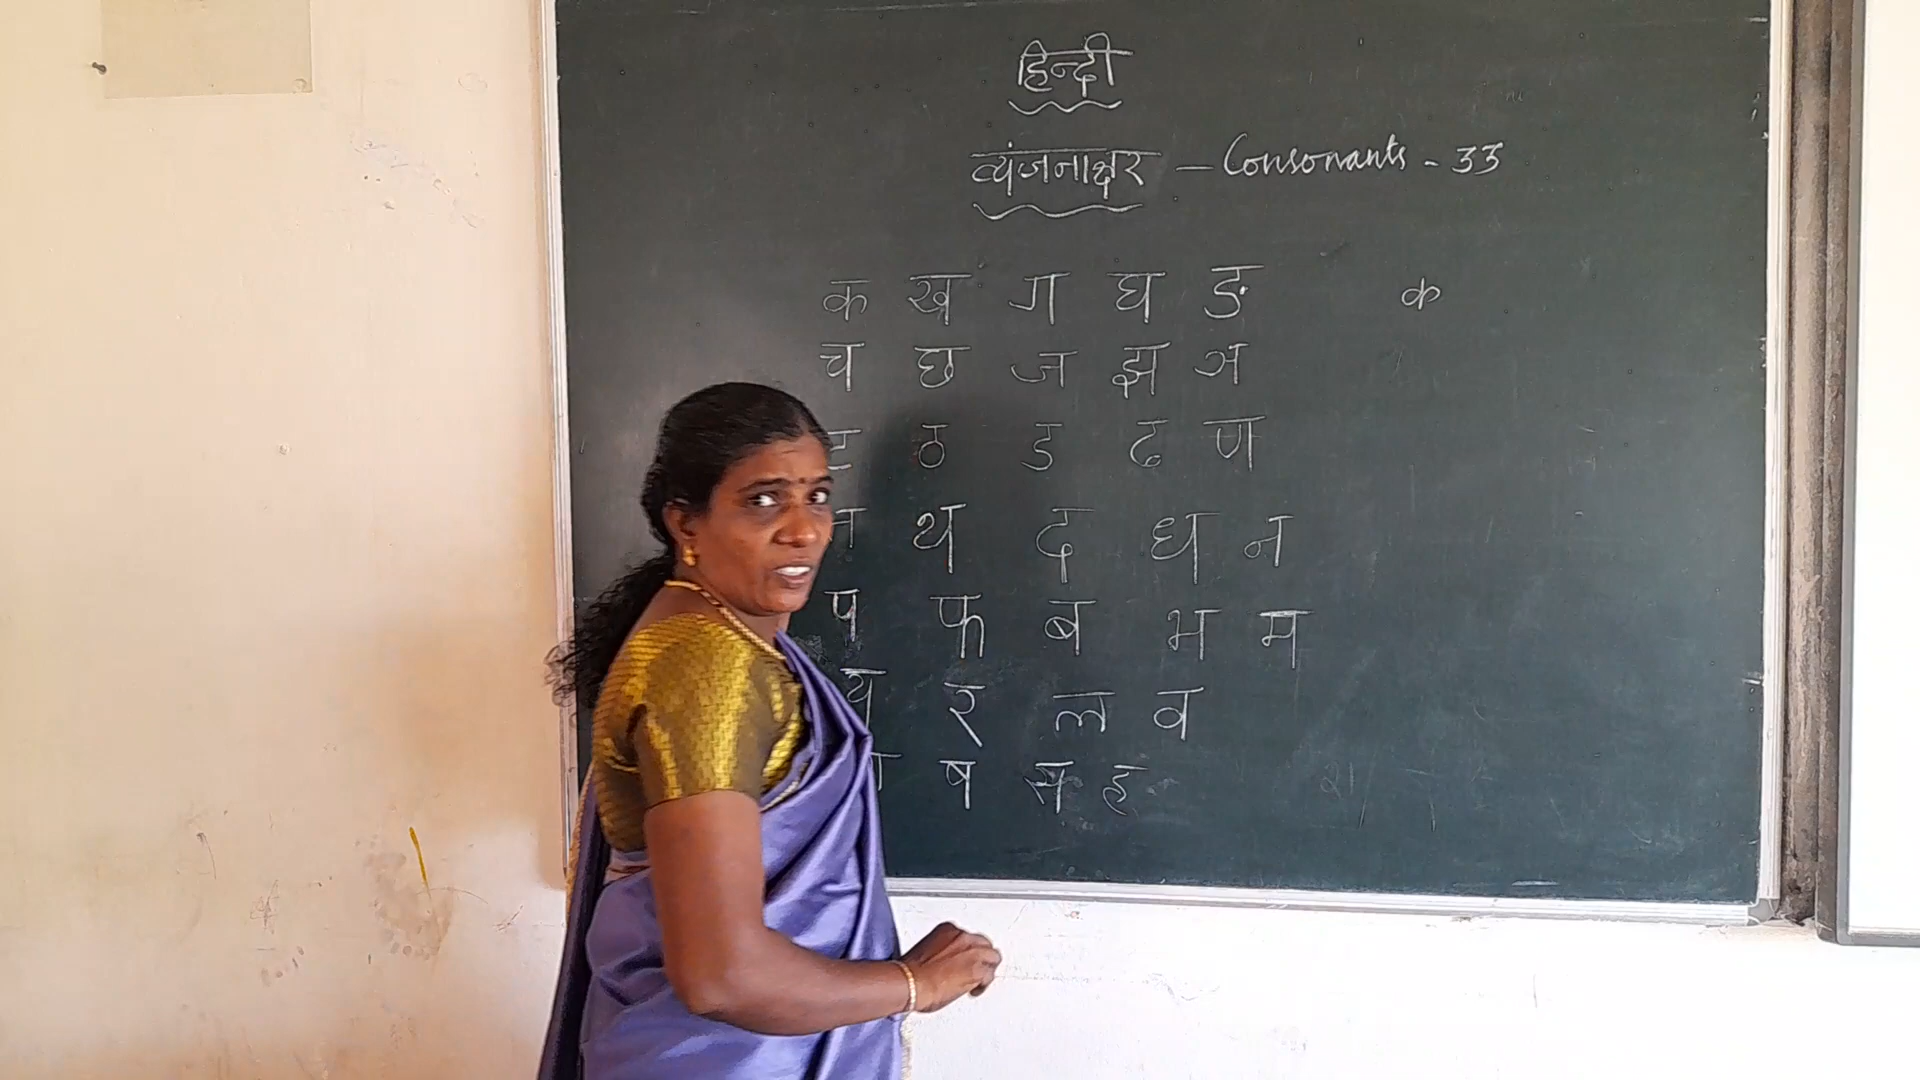 हिन्दी
व्यंजनाक्षर - Consonants - 33
क ख ग घ ङ क
च छ ज झ ञ
ट ठ ड ढ ण
थ द ध न
प फ ब भ म
य र ल व
ष स ह